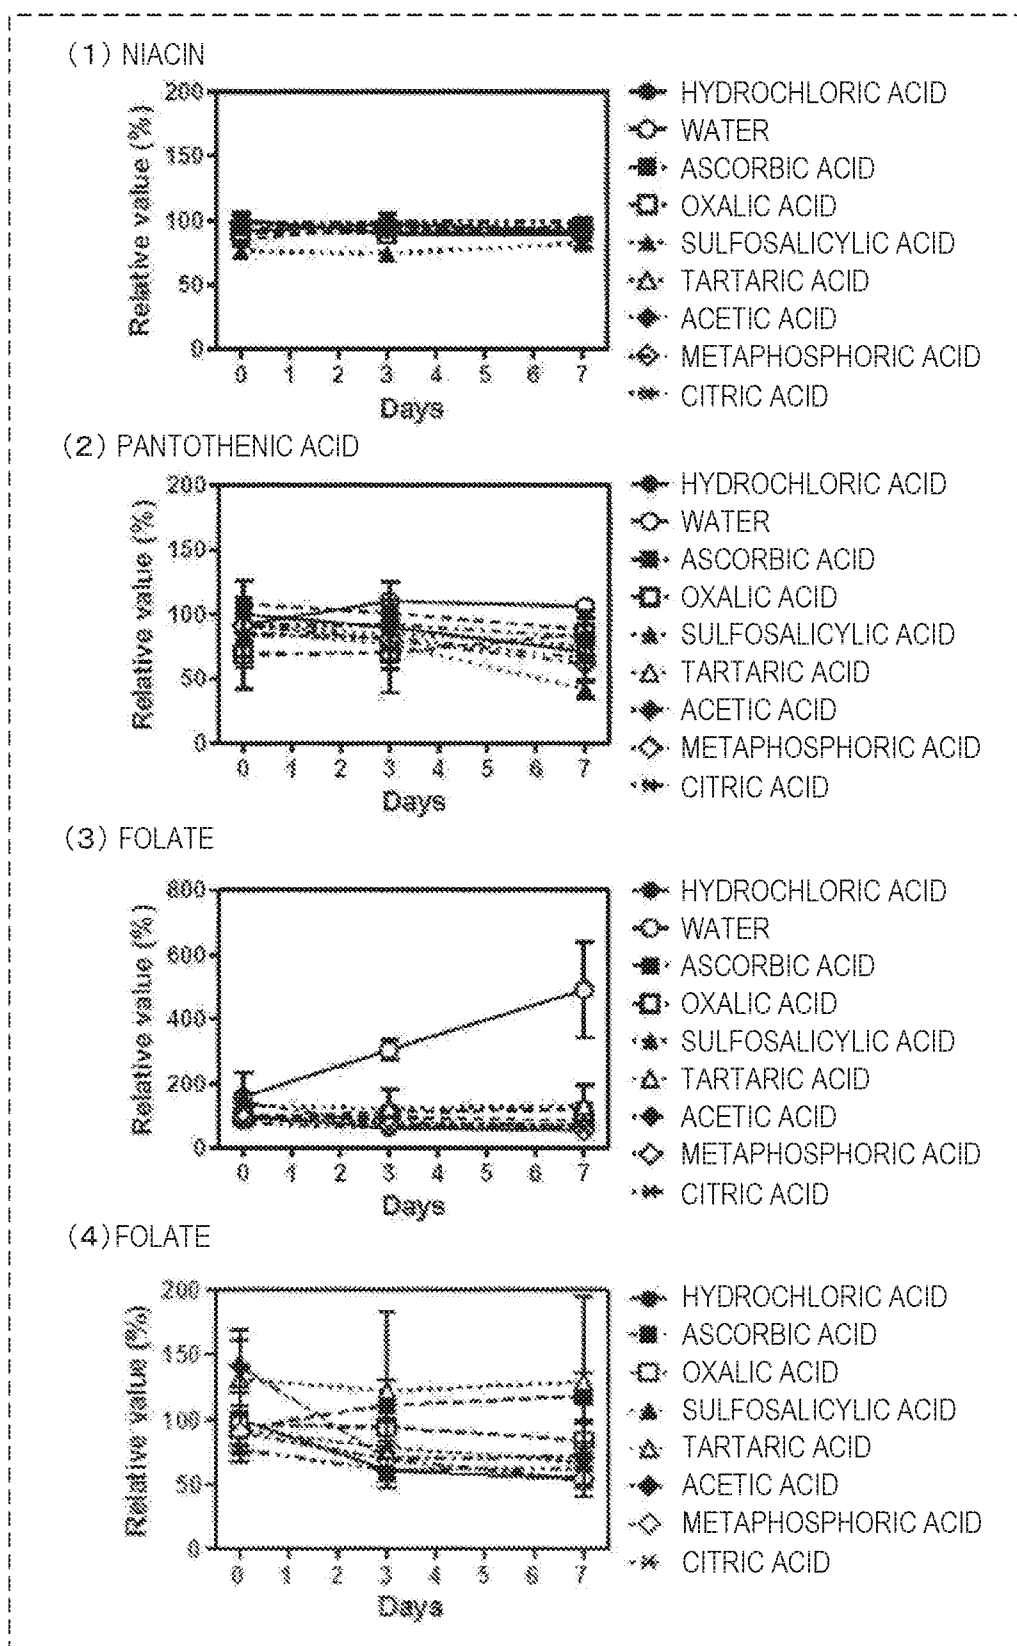 (1) NIACIN
Relative value (%)
200
150
100
50
0
0 1 2 3 4 5 6 7
Days
HYDROCHLORIC ACID
WATER
ASCORBIC ACID
OXALIC ACID
SULFOSALICYLIC ACID
TARTARIC ACID
ACETIC ACID
METAPHOSPHORIC ACID
CITRIC ACID
(2) PANTOTHENIC ACID
Relative value (%)
200
150
100
50
0
0 1 2 3 4 5 6 7
Days
HYDROCHLORIC ACID
WATER
ASCORBIC ACID
OXALIC ACID
SULFOSALICYLIC ACID
TARTARIC ACID
ACETIC ACID
METAPHOSPHORIC ACID
CITRIC ACID
(3) FOLATE
Relative value (%)
800
600
400
200
0
0 1 2 3 4 5 6 7
Days
HYDROCHLORIC ACID
WATER
ASCORBIC ACID
OXALIC ACID
SULFOSALICYLIC ACID
TARTARIC ACID
ACETIC ACID
METAPHOSPHORIC ACID
CITRIC ACID
(4) FOLATE
Relative value (%)
200
150
100
50
0
0 1 2 3 4 5 6 7
Days
HYDROCHLORIC ACID
ASCORBIC ACID
OXALIC ACID
SULFOSALICYLIC ACID
TARTARIC ACID
ACETIC ACID
METAPHOSPHORIC ACID
CITRIC ACID